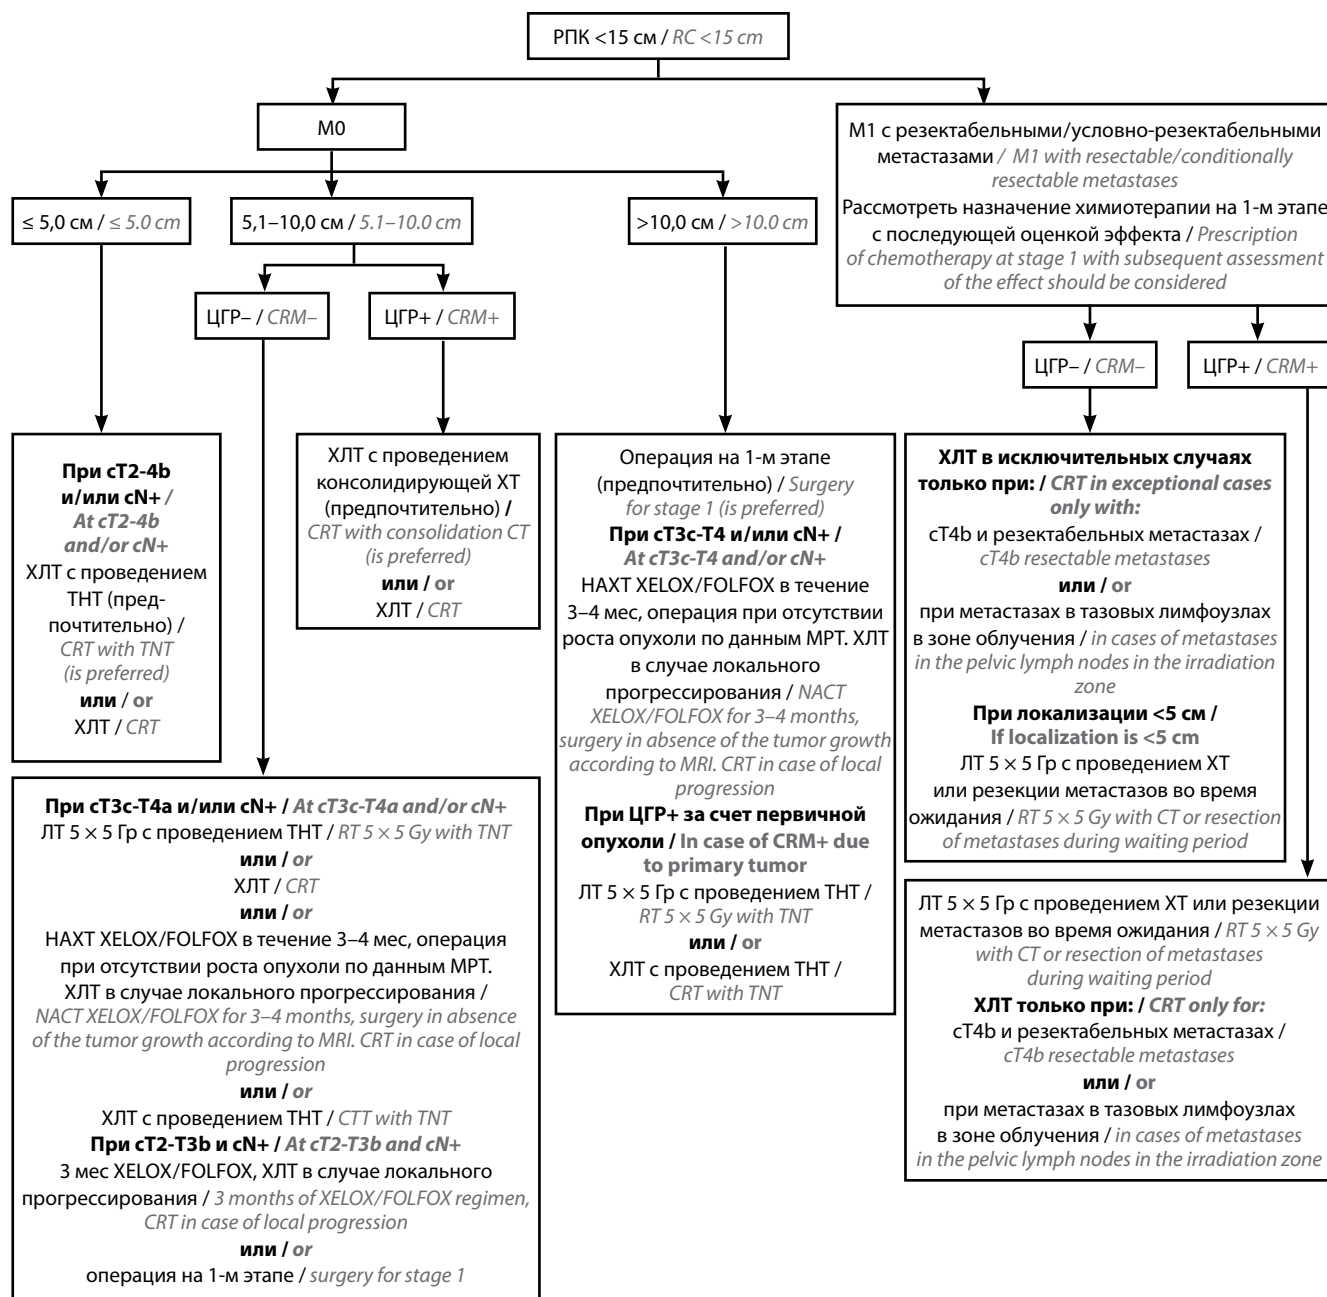 РПК <15 см / RC <15 cm
M0
М1 с резектабельными/условно-резектабельными
метастазами / M1 with resectable/conditionally
resectable metastases
Рассмотреть назначение химиотерапии на 1-м этапе
с последующей оценкой эффекта / Prescription
of chemotherapy at stage 1 with subsequent assessment
of the effect should be considered
≤ 5,0 см / ≤ 5.0 cm
5,1–10,0 см / 5.1–10.0 cm
>10,0 см / >10.0 cm
ЦГР– / CRM–
ЦГР+ / CRM+
ЦГР– / CRM–
ЦГР+ / CRM+
При cT2-4b
и/или cN+ /
At cT2-4b
and/or cN+
ХЛТ с проведением
ТНТ (пред-
почтительно) /
CRT with TNT
(is preferred)
или / or
ХЛТ / CRT
ХЛТ с проведением
консолидирующей ХТ
(предпочтительно) /
CRT with consolidation CT
(is preferred)
или / or
ХЛТ / CRT
Операция на 1-м этапе
(предпочтительно) / Surgery
for stage 1 (is preferred)
При cT3c-T4 и/или cN+ /
At cT3c-T4 and/or cN+
НАХТ XELOX/FOLFOX в течение
3–4 мес, операция при отсутствии
роста опухоли по данным МРТ. ХЛТ
в случае локального
прогрессирования / NACT
XELOX/FOLFOX for 3–4 months,
surgery in absence of the tumor growth
according to MRI. CRT in case of local
progression
При ЦГР+ за счет первичной
опухоли / In case of CRM+ due
to primary tumor
ЛТ 5 × 5 Гр с проведением ТНТ /
RT 5 × 5 Gy with TNT
или / or
ХЛТ с проведением ТНТ /
CRT with TNT
ХЛТ в исключительных случаях
только при: / CRT in exceptional cases
only with:
cT4b и резектабельных метастазах /
cT4b resectable metastases
или / or
при метастазах в тазовых лимфоузлах
в зоне облучения / in cases of metastases
in the pelvic lymph nodes in the irradiation
zone
При локализации <5 см /
If localization is <5 cm
ЛТ 5 × 5 Гр с проведением ХТ
или резекции метастазов во время
ожидания / RT 5 × 5 Gy with CT or resection
of metastases during waiting period
При cT3c-T4a и/или cN+ / At cT3c-T4a and/or cN+
ЛТ 5 × 5 Гр с проведением ТНТ / RT 5 × 5 Gy with TNT
или / or
ХЛТ / CRT
или / or
НАХТ XELOX/FOLFOX в течение 3–4 мес, операция
при отсутствии роста опухоли по данным МРТ.
ХЛТ в случае локального прогрессирования /
NACT XELOX/FOLFOX for 3–4 months, surgery in absence
of the tumor growth according to MRI. CRT in case of local
progression
или / or
ХЛТ с проведением ТНТ / CTT with TNT
При cT2-T3b и cN+ / At cT2-T3b and cN+
3 мес XELOX/FOLFOX, ХЛТ в случае локального
прогрессирования / 3 months of XELOX/FOLFOX regimen,
CRT in case of local progression
или / or
операция на 1-м этапе / surgery for stage 1
ЛТ 5 × 5 Гр с проведением ХТ или резекции
метастазов во время ожидания / RT 5 × 5 Gy
with CT or resection of metastases
during waiting period
ХЛТ только при: / CRT only for:
cT4b и резектабельных метастазах /
cT4b resectable metastases
или / or
при метастазах в тазовых лимфоузлах
в зоне облучения / in cases of metastases
in the pelvic lymph nodes in the irradiation zone